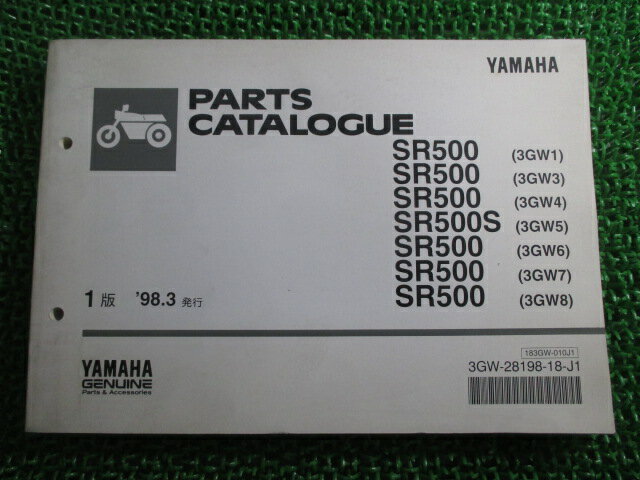 YAMAHA
PARTS
CATALOGUE
SR500 (3GW1)
SR500 (3GW3)
SR500 (3GW4)
SR500S (3GW5)
SR500 (3GW6)
SR500 (3GW7)
SR500 (3GW8)
1版 '98.3 発行
183GW-010J1
3GW-28198-18-J1
YAMAHA
GENUINE
Parts & Accessories